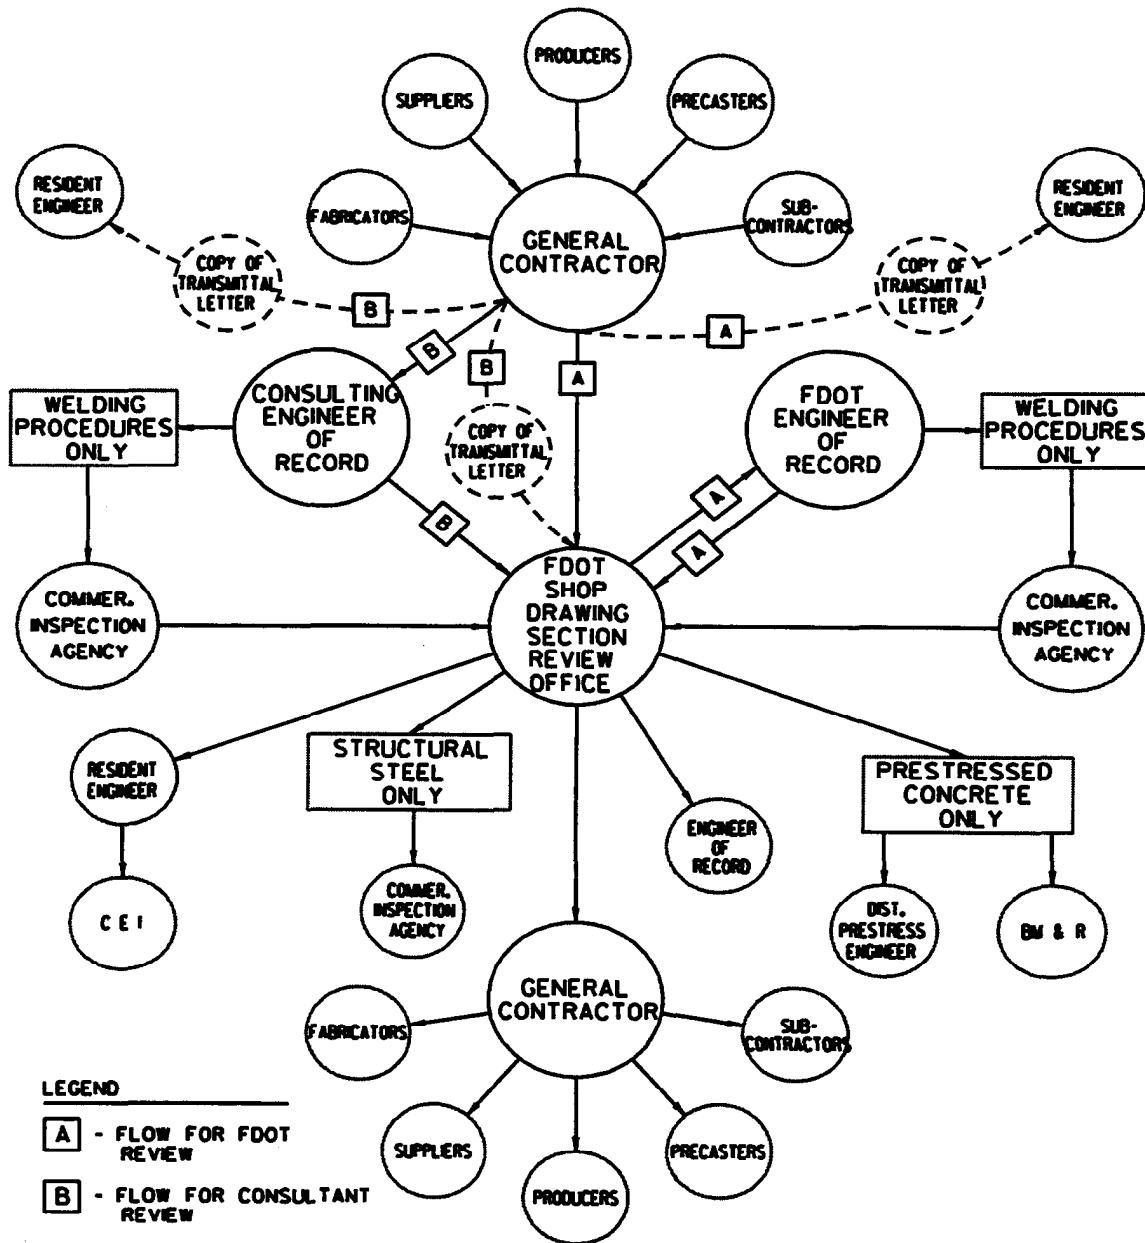 PRODUCERS
SUPPLIERS
PRECASTERS
RESIDENT
ENGINEER
FABRICATORS
GENERAL
CONTRACTOR
SUB-
CONTRACTORS
RESIDENT
ENGINEER
COPY OF
TRANSMITTAL
LETTER
COPY OF
TRANSMITTAL
LETTER
B
A
B
B
A
WELDING
PROCEDURES
ONLY
CONSULTING
ENGINEER
OF
RECORD
COPY OF
TRANSMITTAL
LETTER
FDOT
ENGINEER
OF
RECORD
WELDING
PROCEDURES
ONLY
B
A
A
COMMER.
INSPECTION
AGENCY
FDOT
SHOP
DRAWING
SECTION
REVIEW
OFFICE
COMMER.
INSPECTION
AGENCY
RESIDENT
ENGINEER
STRUCTURAL
STEEL
ONLY
ENGINEER
OF
RECORD
PRESTRESSED
CONCRETE
ONLY
C E I
COMMER.
INSPECTION
AGENCY
DIST.
PRESTRESS
ENGINEER
BM & R
GENERAL
CONTRACTOR
FABRICATORS
SUB-
CONTRACTORS
SUPPLIERS
PRODUCERS
PRECASTERS
LEGEND
A - FLOW FOR FDOT
REVIEW
B - FLOW FOR CONSULTANT
REVIEW